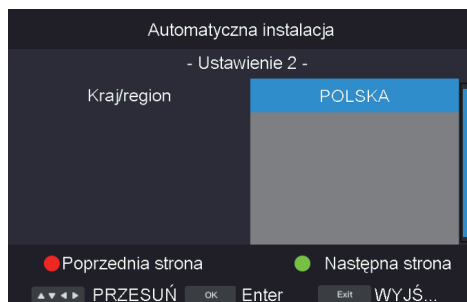 Automatyczna instalacja
- Ustawienie 2 -
Kraj/region POLSKA
Poprzednia strona Następna strona
▲▼◄► PRZESUŃ OK Enter Exit WYJŚ...